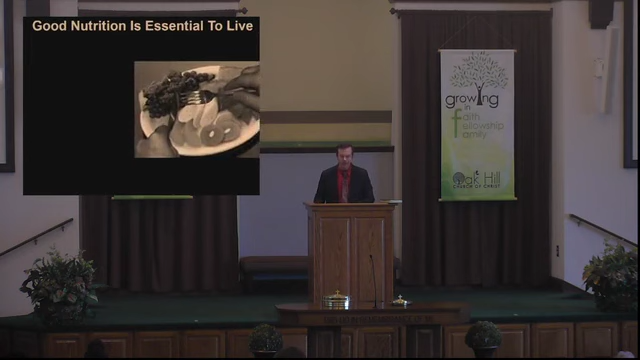 Good Nutrition Is Essential To Live
growing
in
faith
fellowship
family
Oak Hill
CHURCH OF CHRIST